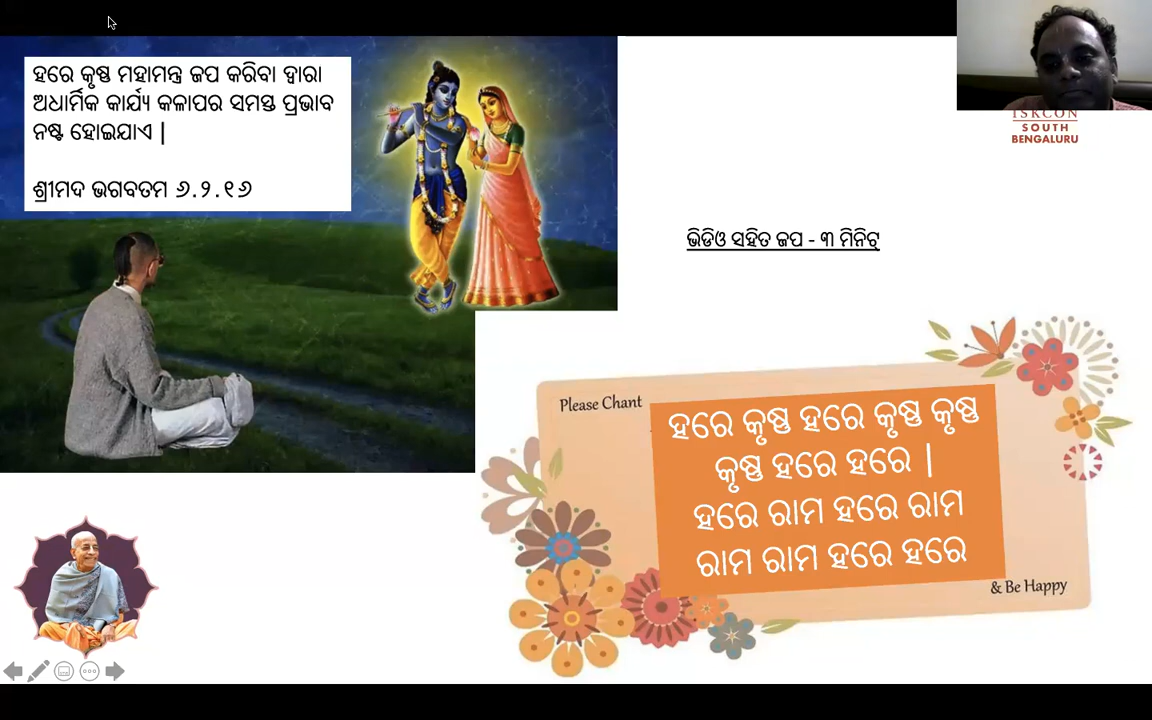 ହରେ କୃଷ୍ଣ ମହାମନ୍ତ୍ର ଜପ କରିବା ଦ୍ୱାରା
ଅଧାର୍ମିକ କାର୍ଯ୍ୟ କଳାପର ସମସ୍ତ ପ୍ରଭାବ
ନଷ୍ଟ ହୋଇଯାଏ |
ଶ୍ରୀମଦ ଭଗବତମ ୬.୨.୧୬
ISKCON
SOUTH
BENGALURU
ଭିଡିଓ ସହିତ ଜପ - ୩ ମିନିଟ୍
Please Chant
ହରେ କୃଷ୍ଣ ହରେ କୃଷ୍ଣ କୃଷ୍ଣ
କୃଷ୍ଣ ହରେ ହରେ |
ହରେ ରାମ ହରେ ରାମ
ରାମ ରାମ ହରେ ହରେ
& Be Happy